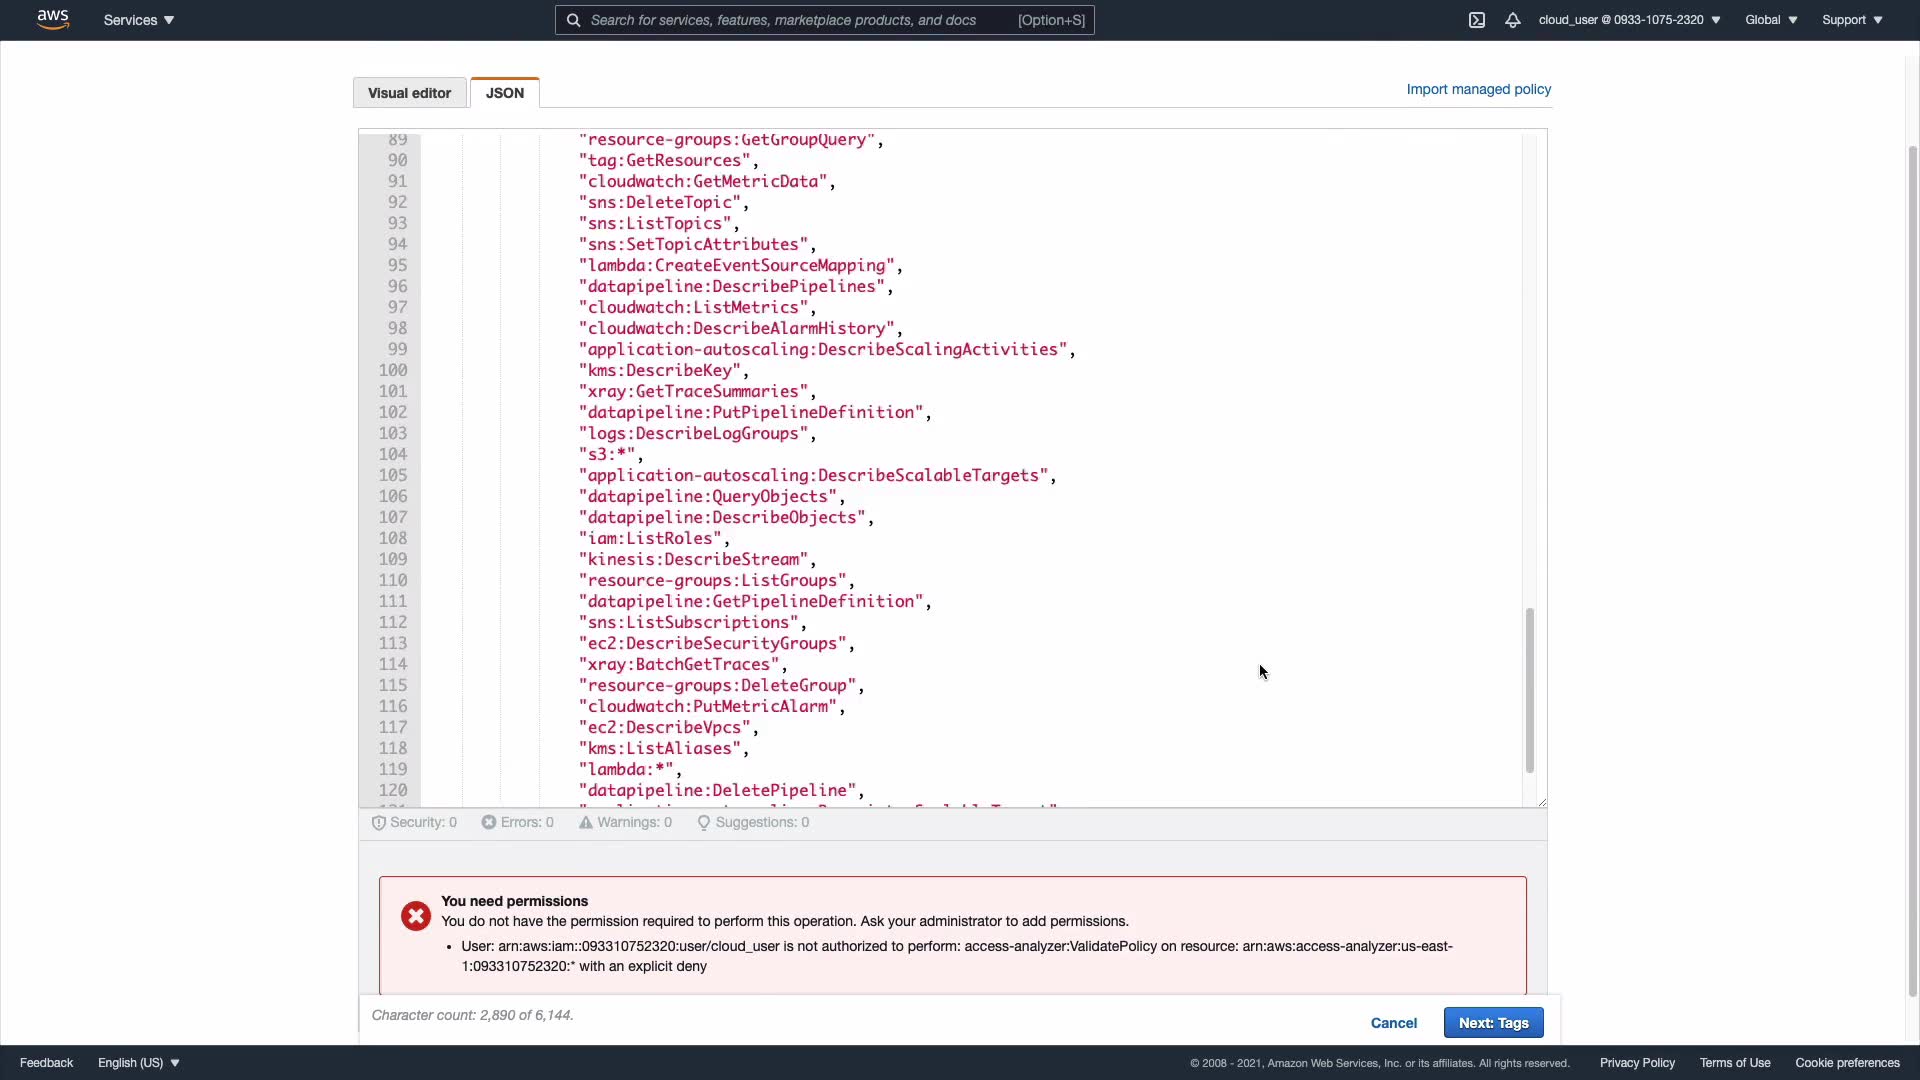 aws
Services ▼
Search for services, features, marketplace products, and docs [Option+S]
cloud_user @ 0933-1075-2320 ▼
Global ▼
Support ▼
Visual editor
JSON
Import managed policy
89 "resource-groups:GetGroupQuery",
90 "tag:GetResources",
91 "cloudwatch:GetMetricData",
92 "sns:DeleteTopic",
93 "sns:ListTopics",
94 "sns:SetTopicAttributes",
95 "lambda:CreateEventSourceMapping",
96 "datapipeline:DescribePipelines",
97 "cloudwatch:ListMetrics",
98 "cloudwatch:DescribeAlarmHistory",
99 "application-autoscaling:DescribeScalingActivities",
100 "kms:DescribeKey",
101 "xray:GetTraceSummaries",
102 "datapipeline:PutPipelineDefinition",
103 "logs:DescribeLogGroups",
104 "s3:*",
105 "application-autoscaling:DescribeScalableTargets",
106 "datapipeline:QueryObjects",
107 "datapipeline:DescribeObjects",
108 "iam:ListRoles",
109 "kinesis:DescribeStream",
110 "resource-groups:ListGroups",
111 "datapipeline:GetPipelineDefinition",
112 "sns:ListSubscriptions",
113 "ec2:DescribeSecurityGroups",
114 "xray:BatchGetTraces",
115 "resource-groups:DeleteGroup",
116 "cloudwatch:PutMetricAlarm",
117 "ec2:DescribeVpcs",
118 "kms:ListAliases",
119 "lambda:*",
120 "datapipeline:DeletePipeline",
Security: 0
Errors: 0
Warnings: 0
Suggestions: 0
You need permissions
You do not have the permission required to perform this operation. Ask your administrator to add permissions.
• User: arn:aws:iam::093310752320:user/cloud_user is not authorized to perform: access-analyzer:ValidatePolicy on resource: arn:aws:access-analyzer:us-east-
1:093310752320:* with an explicit deny
Character count: 2,890 of 6,144.
Cancel
Next: Tags
Feedback
English (US) ▼
© 2008 - 2021, Amazon Web Services, Inc. or its affiliates. All rights reserved.
Privacy Policy
Terms of Use
Cookie preferences